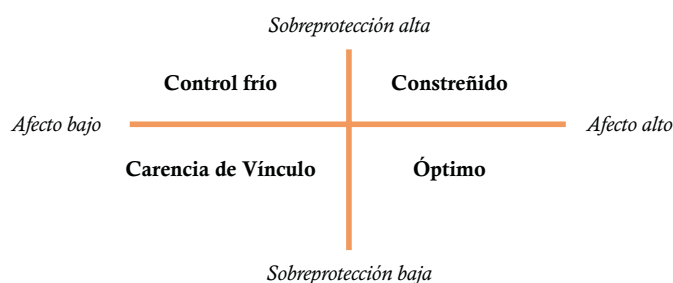 Sobreprotección alta
Control frío Constreñido
Afecto bajo Afecto alto
Carencia de Vínculo Óptimo
Sobreprotección baja